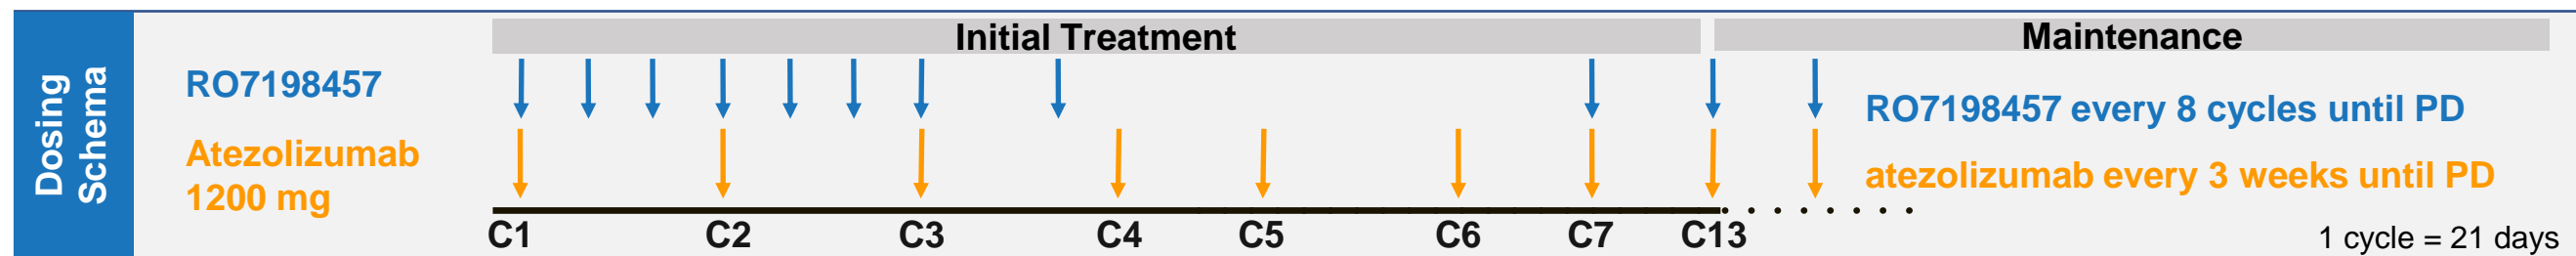 Dosing
Schema
Initial Treatment
Maintenance
RO7198457
RO7198457 every 8 cycles until PD
Atezolizumab
1200 mg
atezolizumab every 3 weeks until PD
C1 C2 C3 C4 C5 C6 C7 C13
1 cycle = 21 days